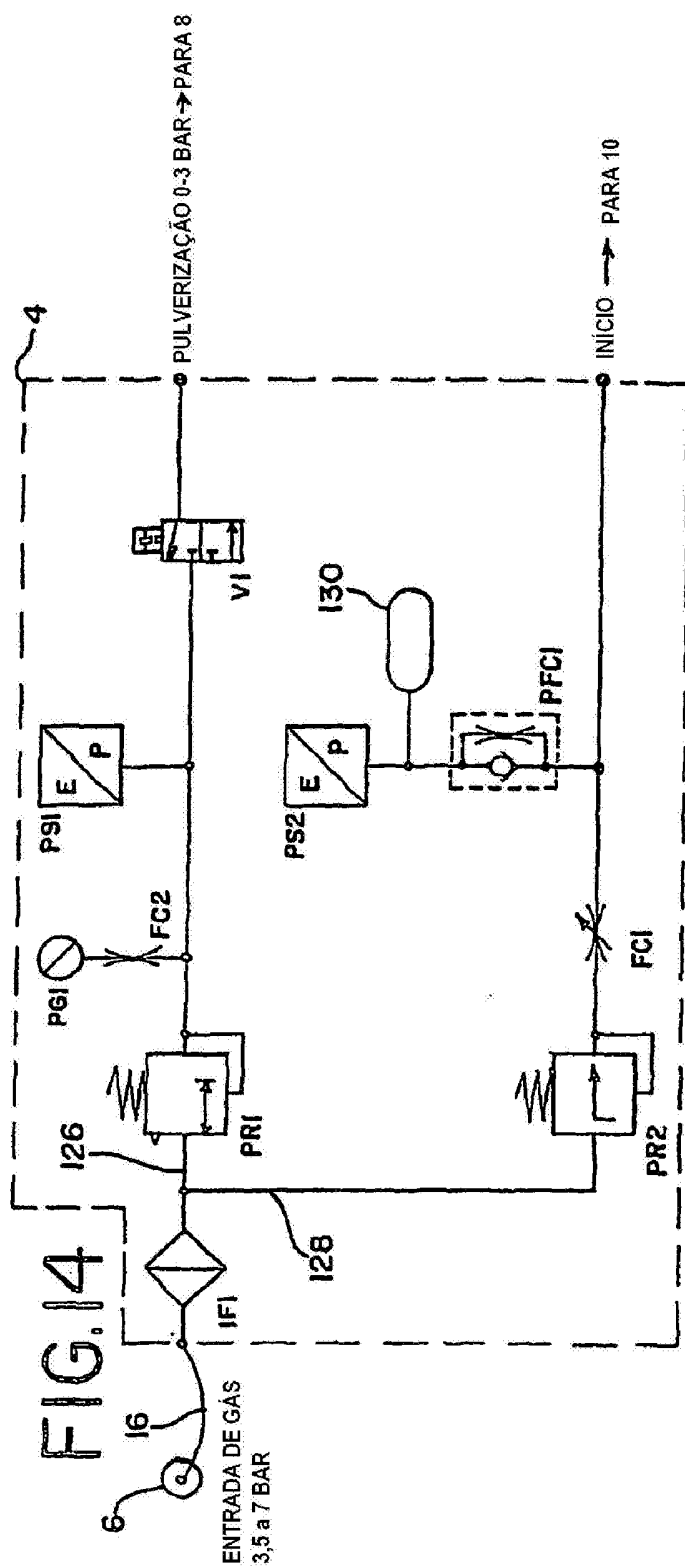 FIG.14
4
6
16
ENTRADA DE GÁS
3,5 a 7 BAR
IF1
126
128
PR1
PG1
FC2
PS1
E
P
V1
PULVERIZAÇÃO 0-3 BAR → PARA 8
PR2
FC1
PS2
E
P
130
PFC1
INÍCIO → PARA 10